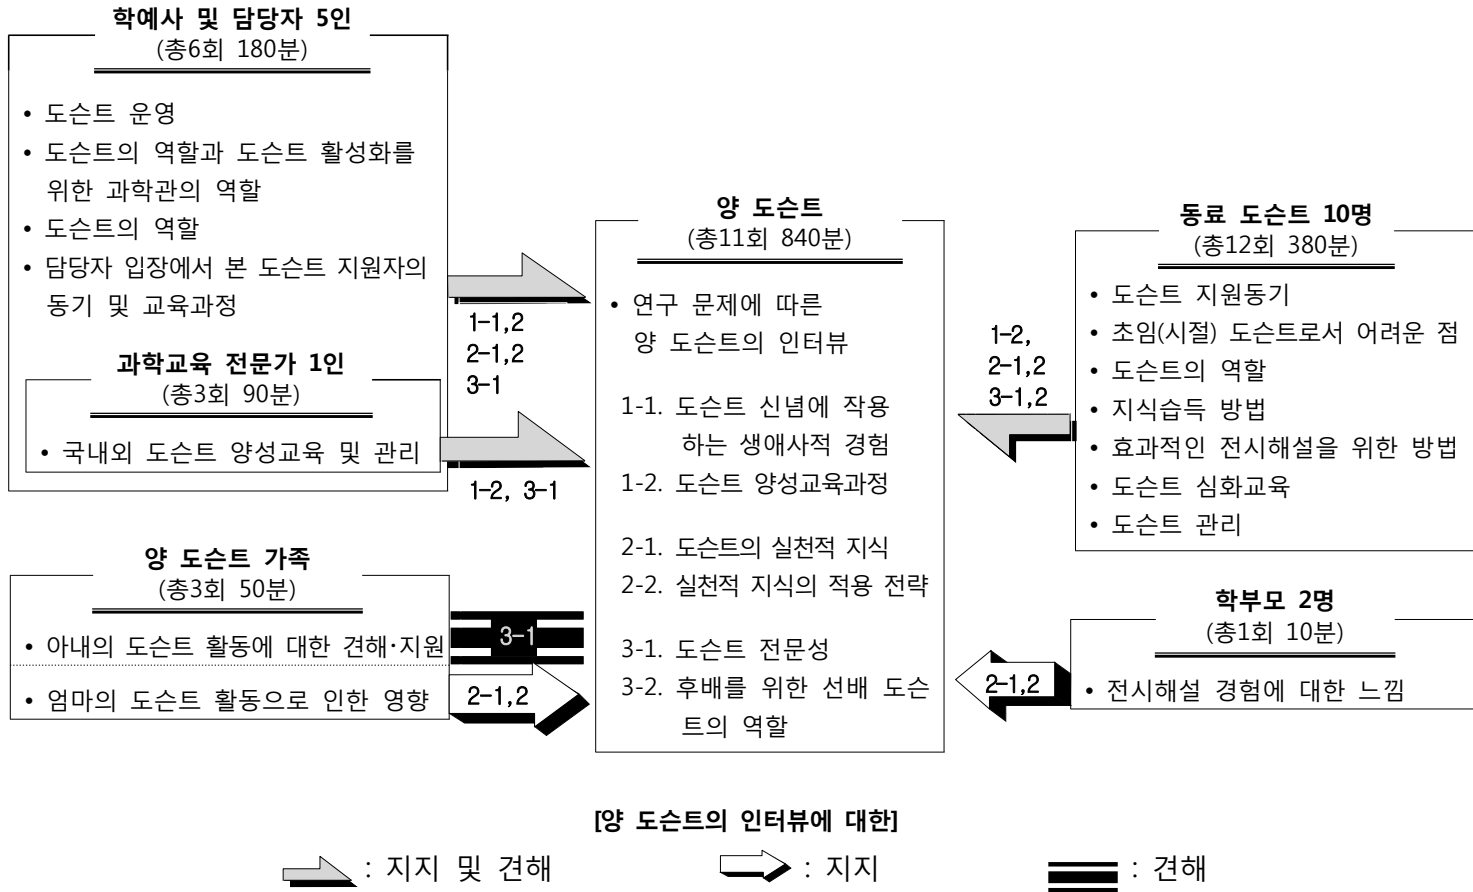 학예사 및 담당자 5인
(총6회 180분)
• 도슨트 운영
• 도슨트의 역할과 도슨트 활성화를
위한 과학관의 역할
• 도슨트의 역할
• 담당자 입장에서 본 도슨트 지원자의
동기 및 교육과정
과학교육 전문가 1인
(총3회 90분)
• 국내외 도슨트 양성교육 및 관리
1-1,2
2-1,2
3-1
1-2, 3-1
양 도슨트 가족
(총3회 50분)
• 아내의 도슨트 활동에 대한 견해·지원
• 엄마의 도슨트 활동으로 인한 영향
3-1
2-1,2
양 도슨트
(총11회 840분)
• 연구 문제에 따른
양 도슨트의 인터뷰
1-1. 도슨트 신념에 작용
하는 생애사적 경험
1-2. 도슨트 양성교육과정
2-1. 도슨트의 실천적 지식
2-2. 실천적 지식의 적용 전략
3-1. 도슨트 전문성
3-2. 후배를 위한 선배 도슨
트의 역할
1-2,
2-1,2
3-1,2
동료 도슨트 10명
(총12회 380분)
• 도슨트 지원동기
• 초임(시절) 도슨트로서 어려운 점
• 도슨트의 역할
• 지식습득 방법
• 효과적인 전시해설을 위한 방법
• 도슨트 심화교육
• 도슨트 관리
2-1,2
학부모 2명
(총1회 10분)
• 전시해설 경험에 대한 느낌
[양 도슨트의 인터뷰에 대한]
: 지지 및 견해
: 지지
: 견해